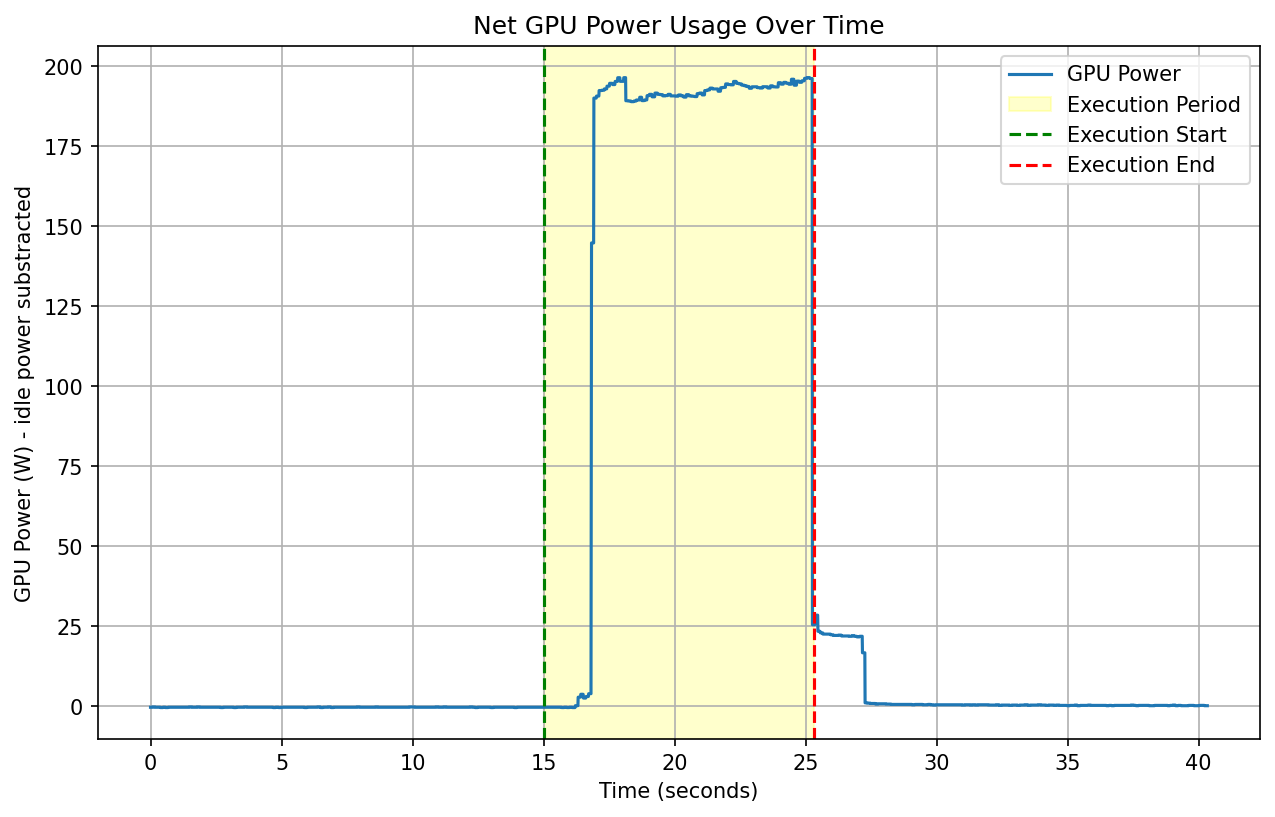 Net GPU Power Usage Over Time
GPU Power (W) - idle power substracted
200
175
150
125
100
75
50
25
0
GPU Power
Execution Period
Execution Start
Execution End
0 5 10 15 20 25 30 35 40
Time (seconds)